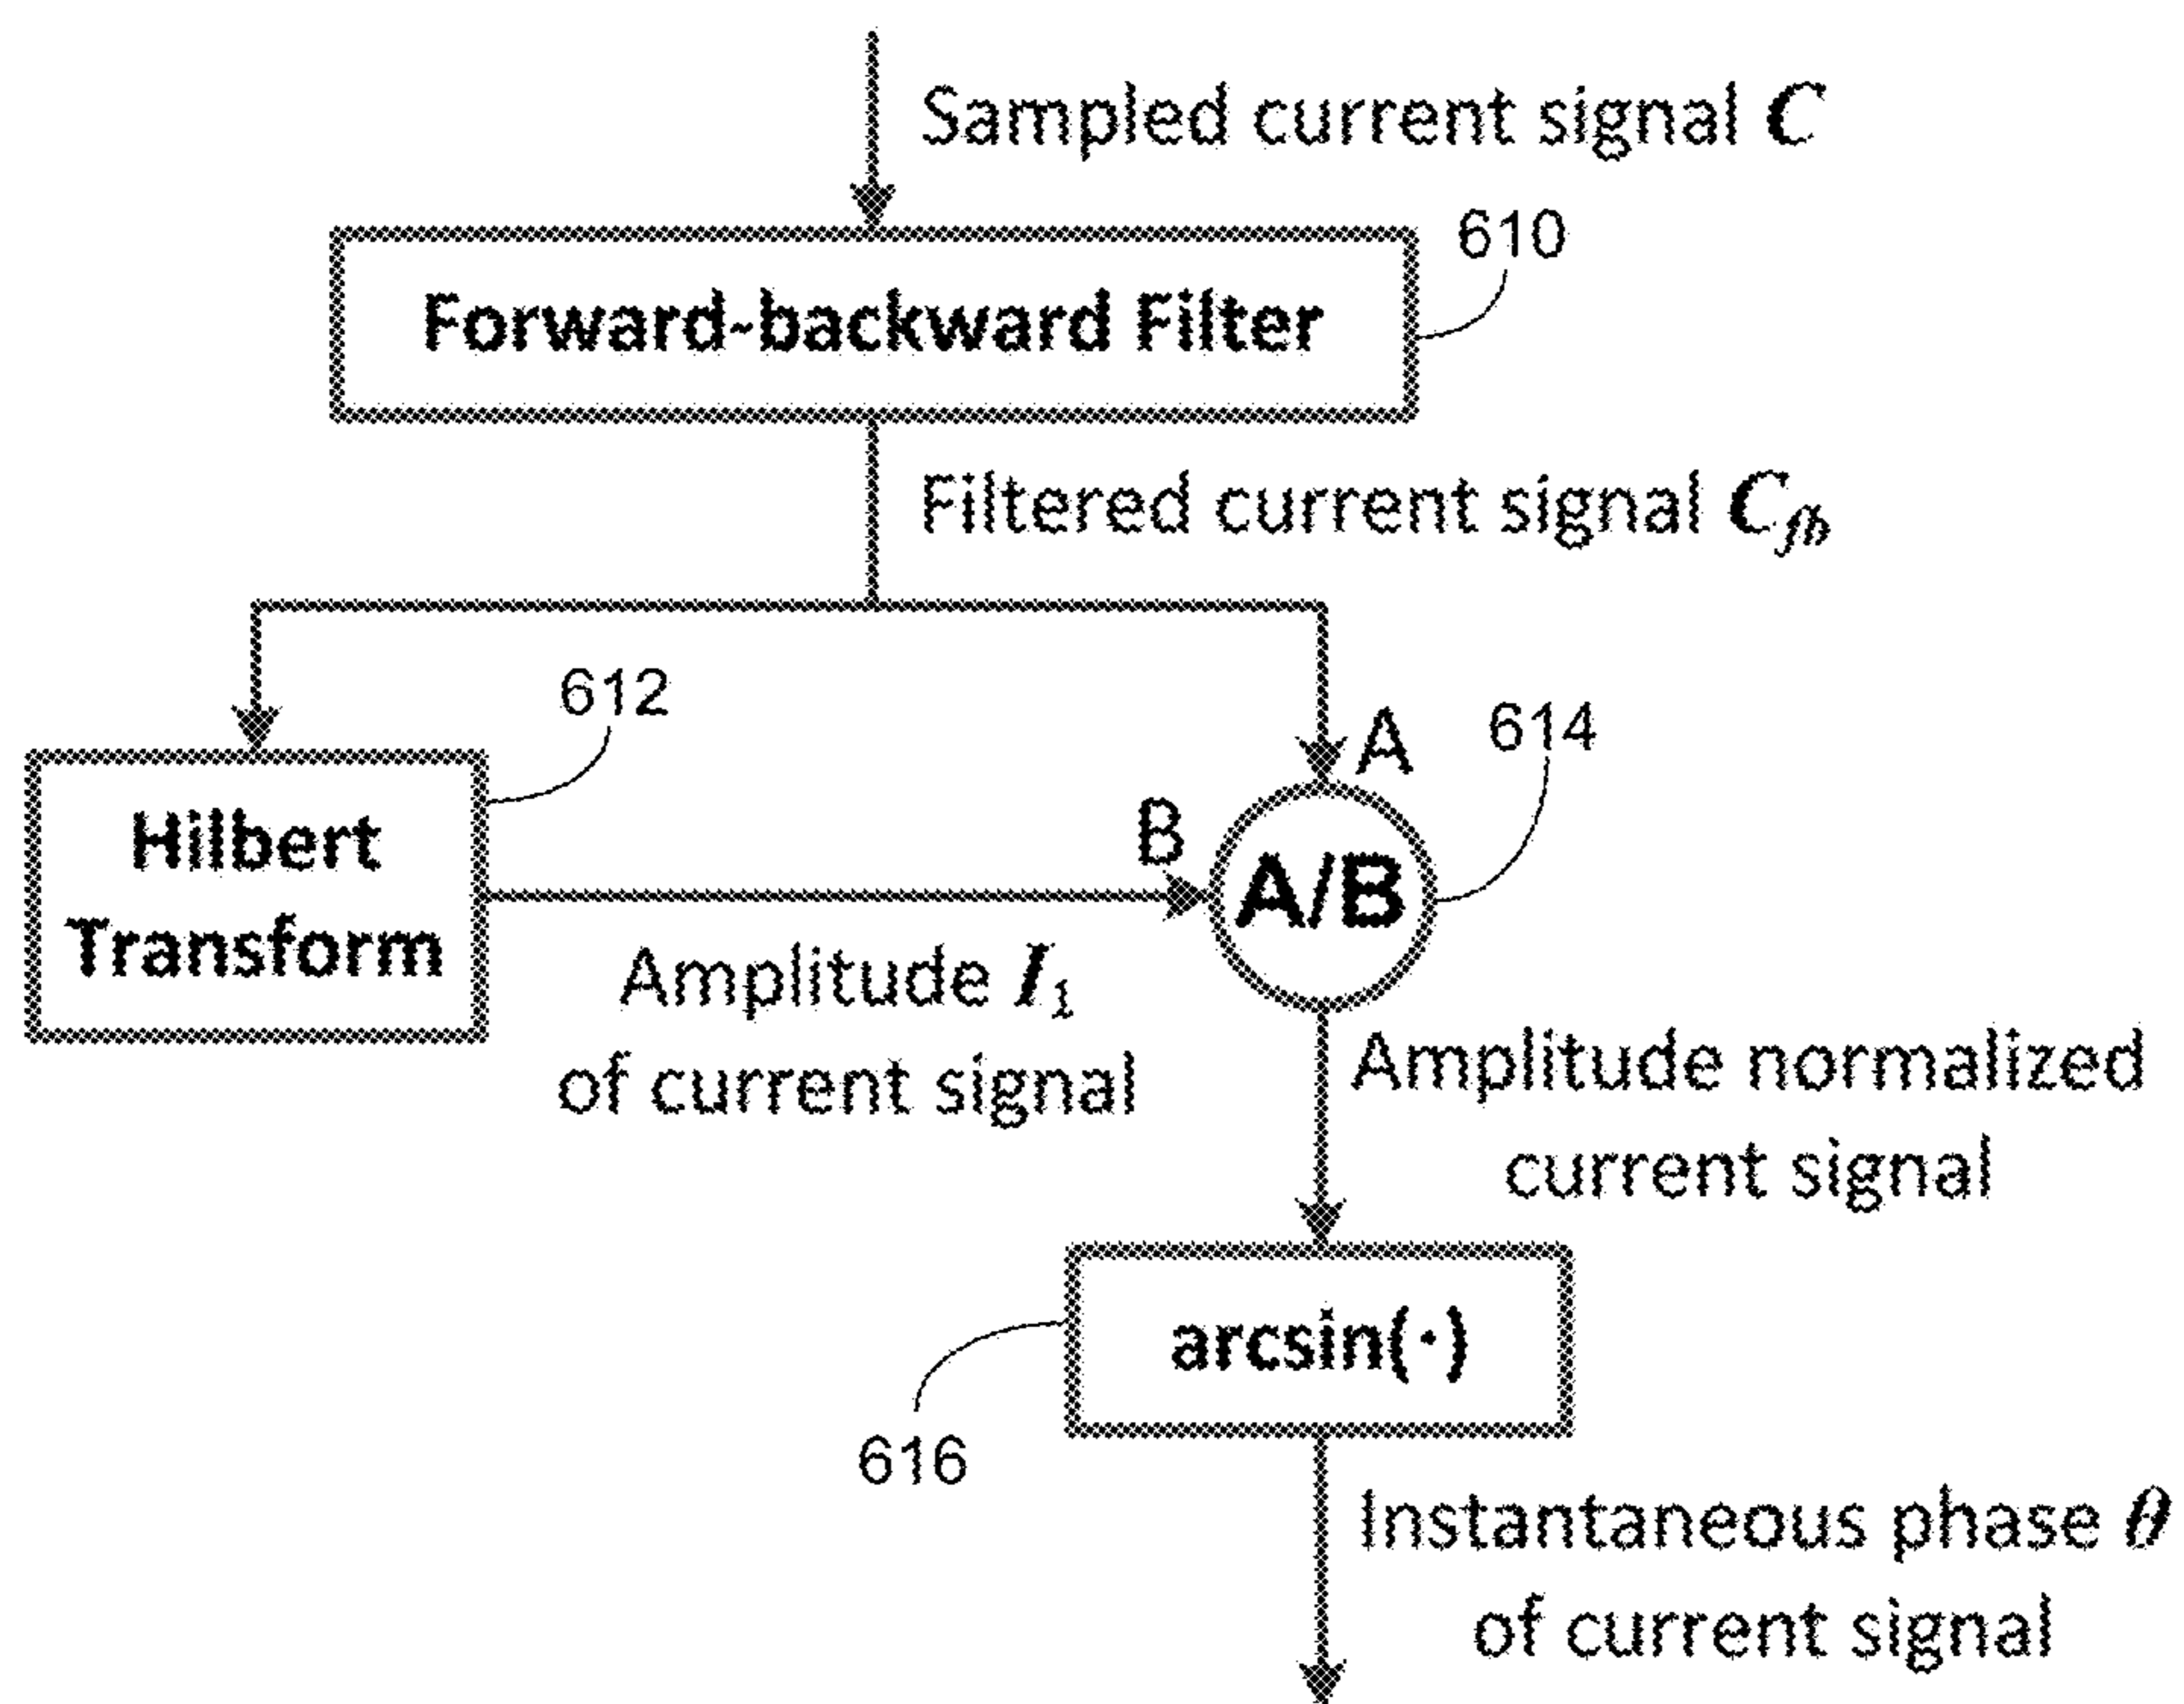 Sampled current signal C
610
Forward-backward Filter
Filtered current signal C_fb
612
614
A
B
A/B
Hilbert
Transform
Amplitude I₁
of current signal
Amplitude normalized
current signal
arcsin(·)
616
Instantaneous phase θ
of current signal